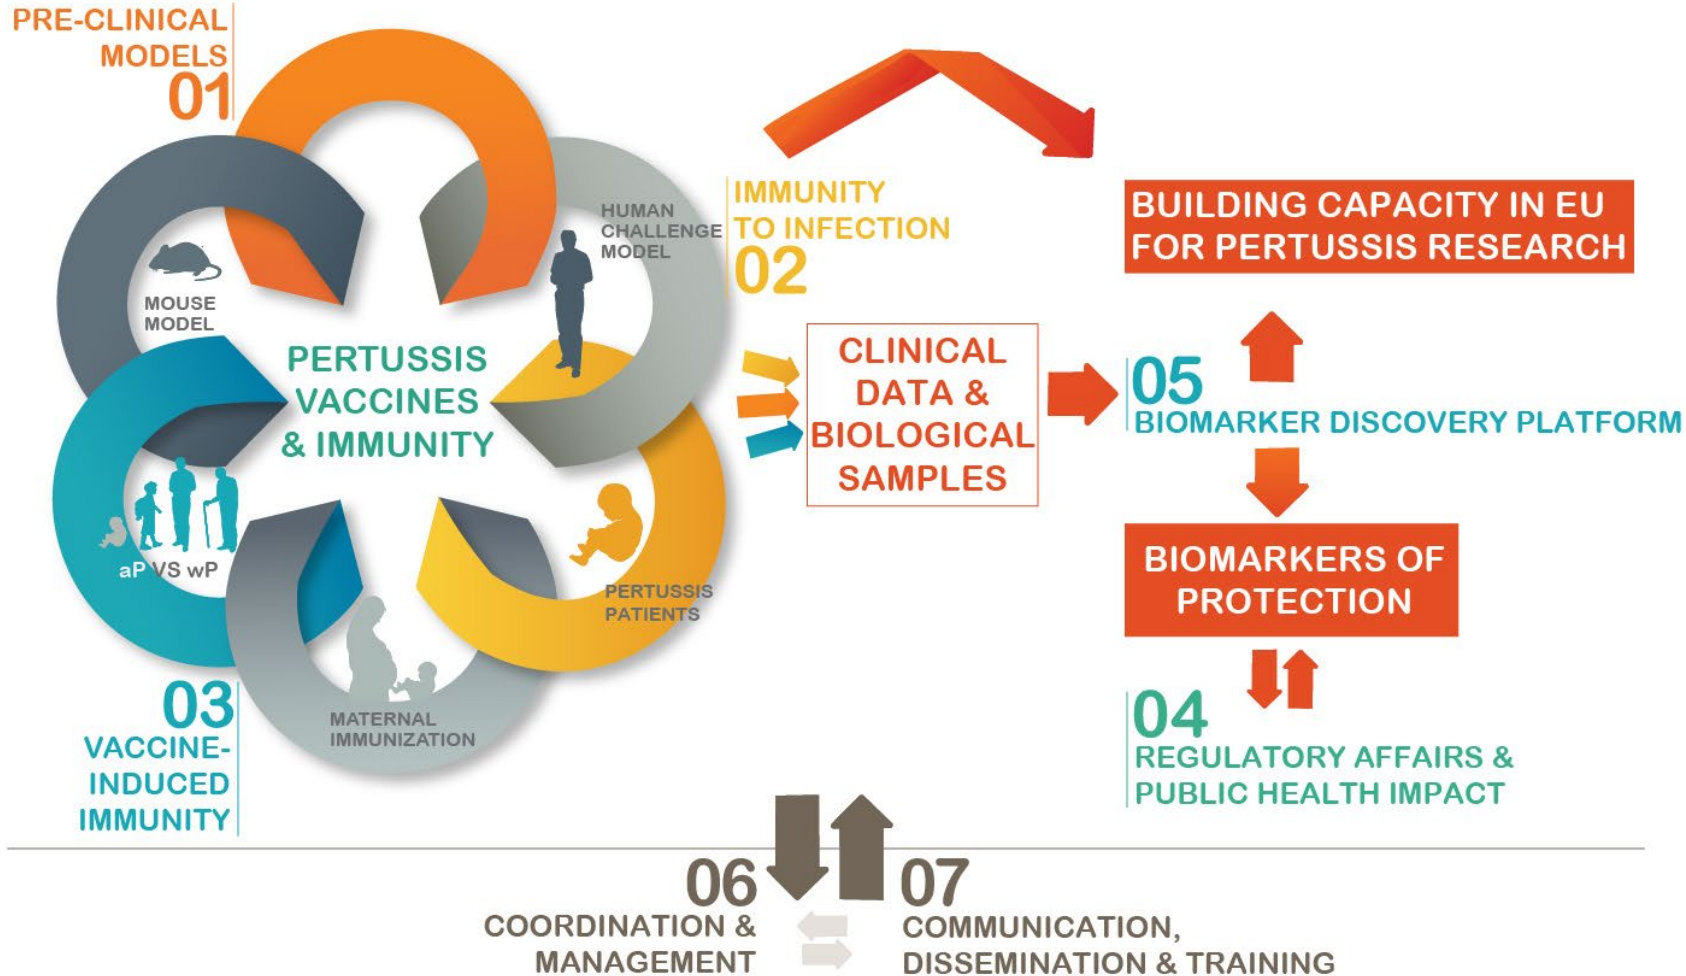 PRE-CLINICAL
MODELS
01
MOUSE
MODEL
HUMAN
CHALLENGE
MODEL
IMMUNITY
TO INFECTION
02
PERTUSSIS
VACCINES
& IMMUNITY
aP VS wP
PERTUSSIS
PATIENTS
MATERNAL
IMMUNIZATION
03
VACCINE-
INDUCED
IMMUNITY
CLINICAL
DATA &
BIOLOGICAL
SAMPLES
BUILDING CAPACITY IN EU
FOR PERTUSSIS RESEARCH
05
BIOMARKER DISCOVERY PLATFORM
BIOMARKERS OF
PROTECTION
04
REGULATORY AFFAIRS &
PUBLIC HEALTH IMPACT
06
COORDINATION &
MANAGEMENT
07
COMMUNICATION,
DISSEMINATION & TRAINING